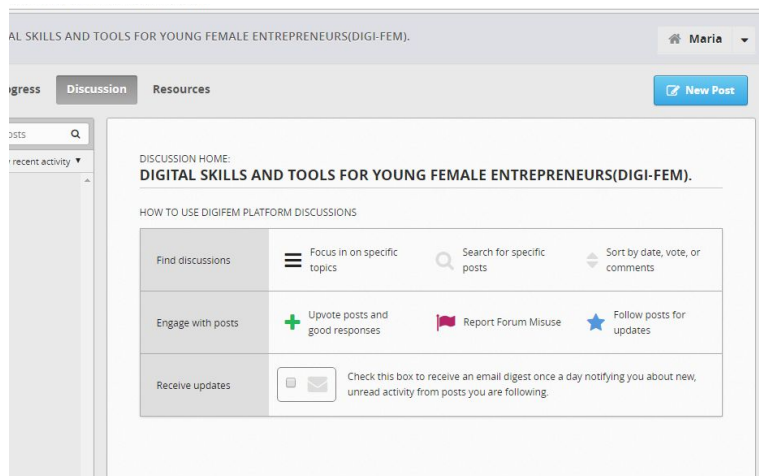 AL SKILLS AND TOOLS FOR YOUNG FEMALE ENTREPRENEURS(DIGI-FEM).
Maria
ogress Discussion Resources
New Post
osts
recent activity
DISCUSSION HOME:
DIGITAL SKILLS AND TOOLS FOR YOUNG FEMALE ENTREPRENEURS(DIGI-FEM).
HOW TO USE DIGIFEM PLATFORM DISCUSSIONS
Find discussions
Focus in on specific
topics
Search for specific
posts
Sort by date, vote, or
comments
Engage with posts
Upvote posts and
good responses
Report Forum Misuse
Follow posts for
updates
Receive updates
Check this box to receive an email digest once a day notifying you about new,
unread activity from posts you are following.